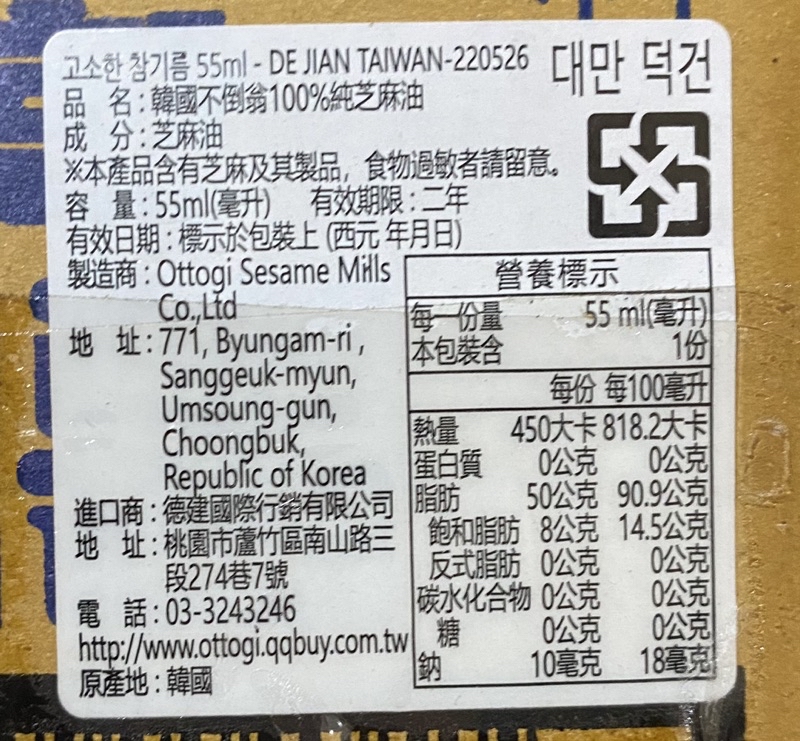 고소한 참기름 55ml - DE JIAN TAIWAN-220526
대만 덕건
品 名:韓國不倒翁100%純芝麻油
成 分:芝麻油
※本產品含有芝麻及其製品，食物過敏者請留意。
容 量:55ml(毫升) 有效期限:二年
有效日期:標示於包裝上(西元 年月日)
製造商:Ottogi Sesame Mills
Co.,Ltd
地 址:771, Byungam-ri ,
Sanggeuk-myun,
Umsoung-gun,
Choongbuk,
Republic of Korea
進口商:德建國際行銷有限公司
地 址:桃園市蘆竹區南山路三
段274巷7號
電 話:03-3243246
http://www.ottogi.qqbuy.com.tw
原產地:韓國
營養標示
每一份量 55 ml(毫升)
本包裝含 1份
每份 每100毫升
熱量 450大卡 818.2大卡
蛋白質 0公克 0公克
脂肪 50公克 90.9公克
飽和脂肪 8公克 14.5公克
反式脂肪 0公克 0公克
碳水化合物 0公克 0公克
糖 0公克 0公克
鈉 10毫克 18毫克